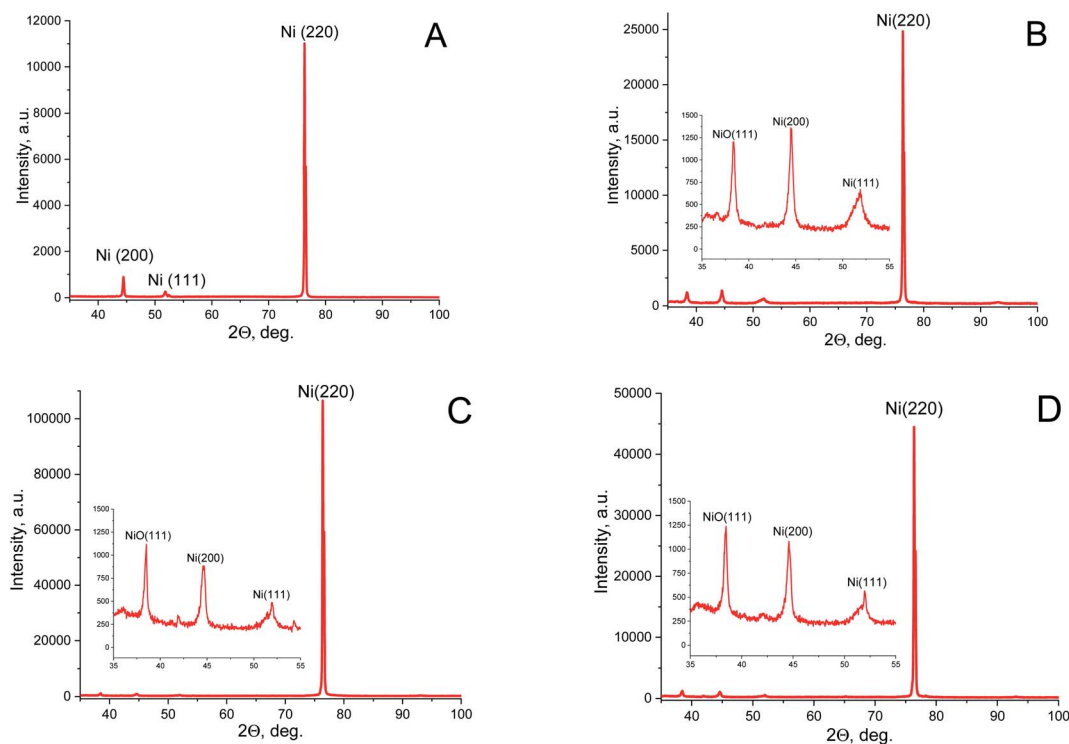 A
Ni (220)
Ni (200)
Ni (111)
12000
10000
8000
6000
4000
2000
0
Intensity, a.u.
40 50 60 70 80 90 100
2Θ, deg.
B
Ni(220)
25000
20000
15000
10000
5000
0
Intensity, a.u.
NiO(111)
Ni(200)
Ni(111)
1500
1250
1000
750
500
250
0
35 40 45 50 55
40 50 60 70 80 90 100
2Θ, deg.
C
Ni(220)
100000
80000
60000
40000
20000
0
Intensity, a.u.
NiO(111)
Ni(200)
Ni(111)
1500
1250
1000
750
500
250
0
35 40 45 50 55
40 50 60 70 80 90 100
2Θ, deg.
D
Ni(220)
50000
40000
30000
20000
10000
0
Intensity, a.u.
NiO(111)
Ni(200)
Ni(111)
1500
1250
1000
750
500
250
0
35 40 45 50 55
40 50 60 70 80 90 100
2Θ, deg.